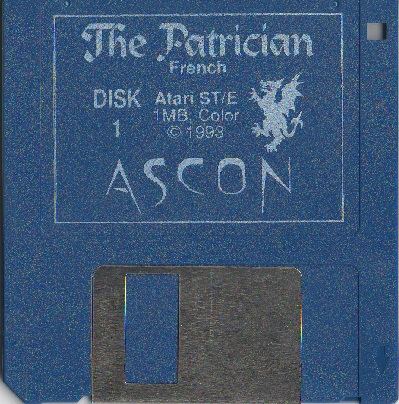 The Patrician
French
DISK 1
Atari ST/E
1MB, Color
© 1993
ASCON